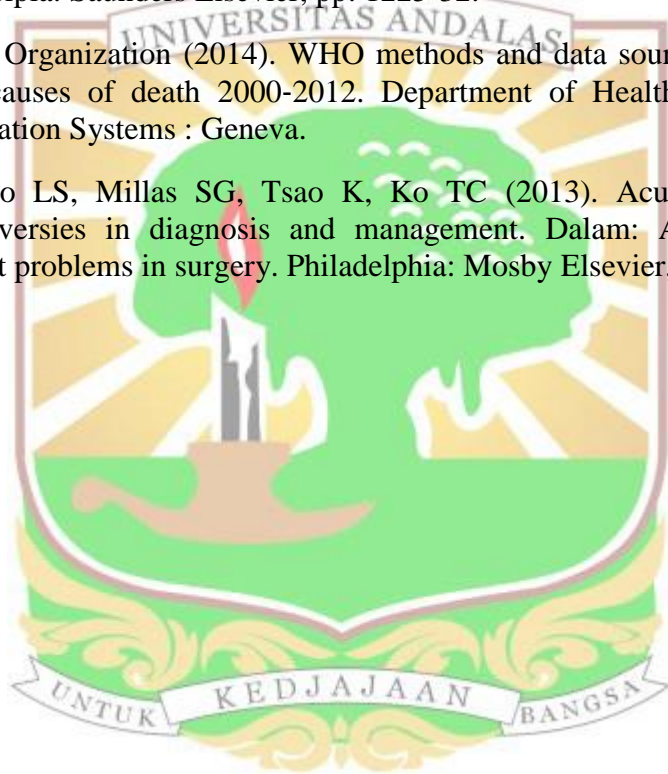 Saunders Elsevier, pp. 1223-32.
UNIVERSITAS ANDALAS
Organization (2014). WHO methods and data sour
auses of death 2000-2012. Department of Health
ation Systems : Geneva.
o LS, Millas SG, Tsao K, Ko TC (2013). Acu
versies in diagnosis and management. Dalam: A
t problems in surgery. Philadelphia: Mosby Elsevier.
UNTUK KEDJAJAAN BANGSA